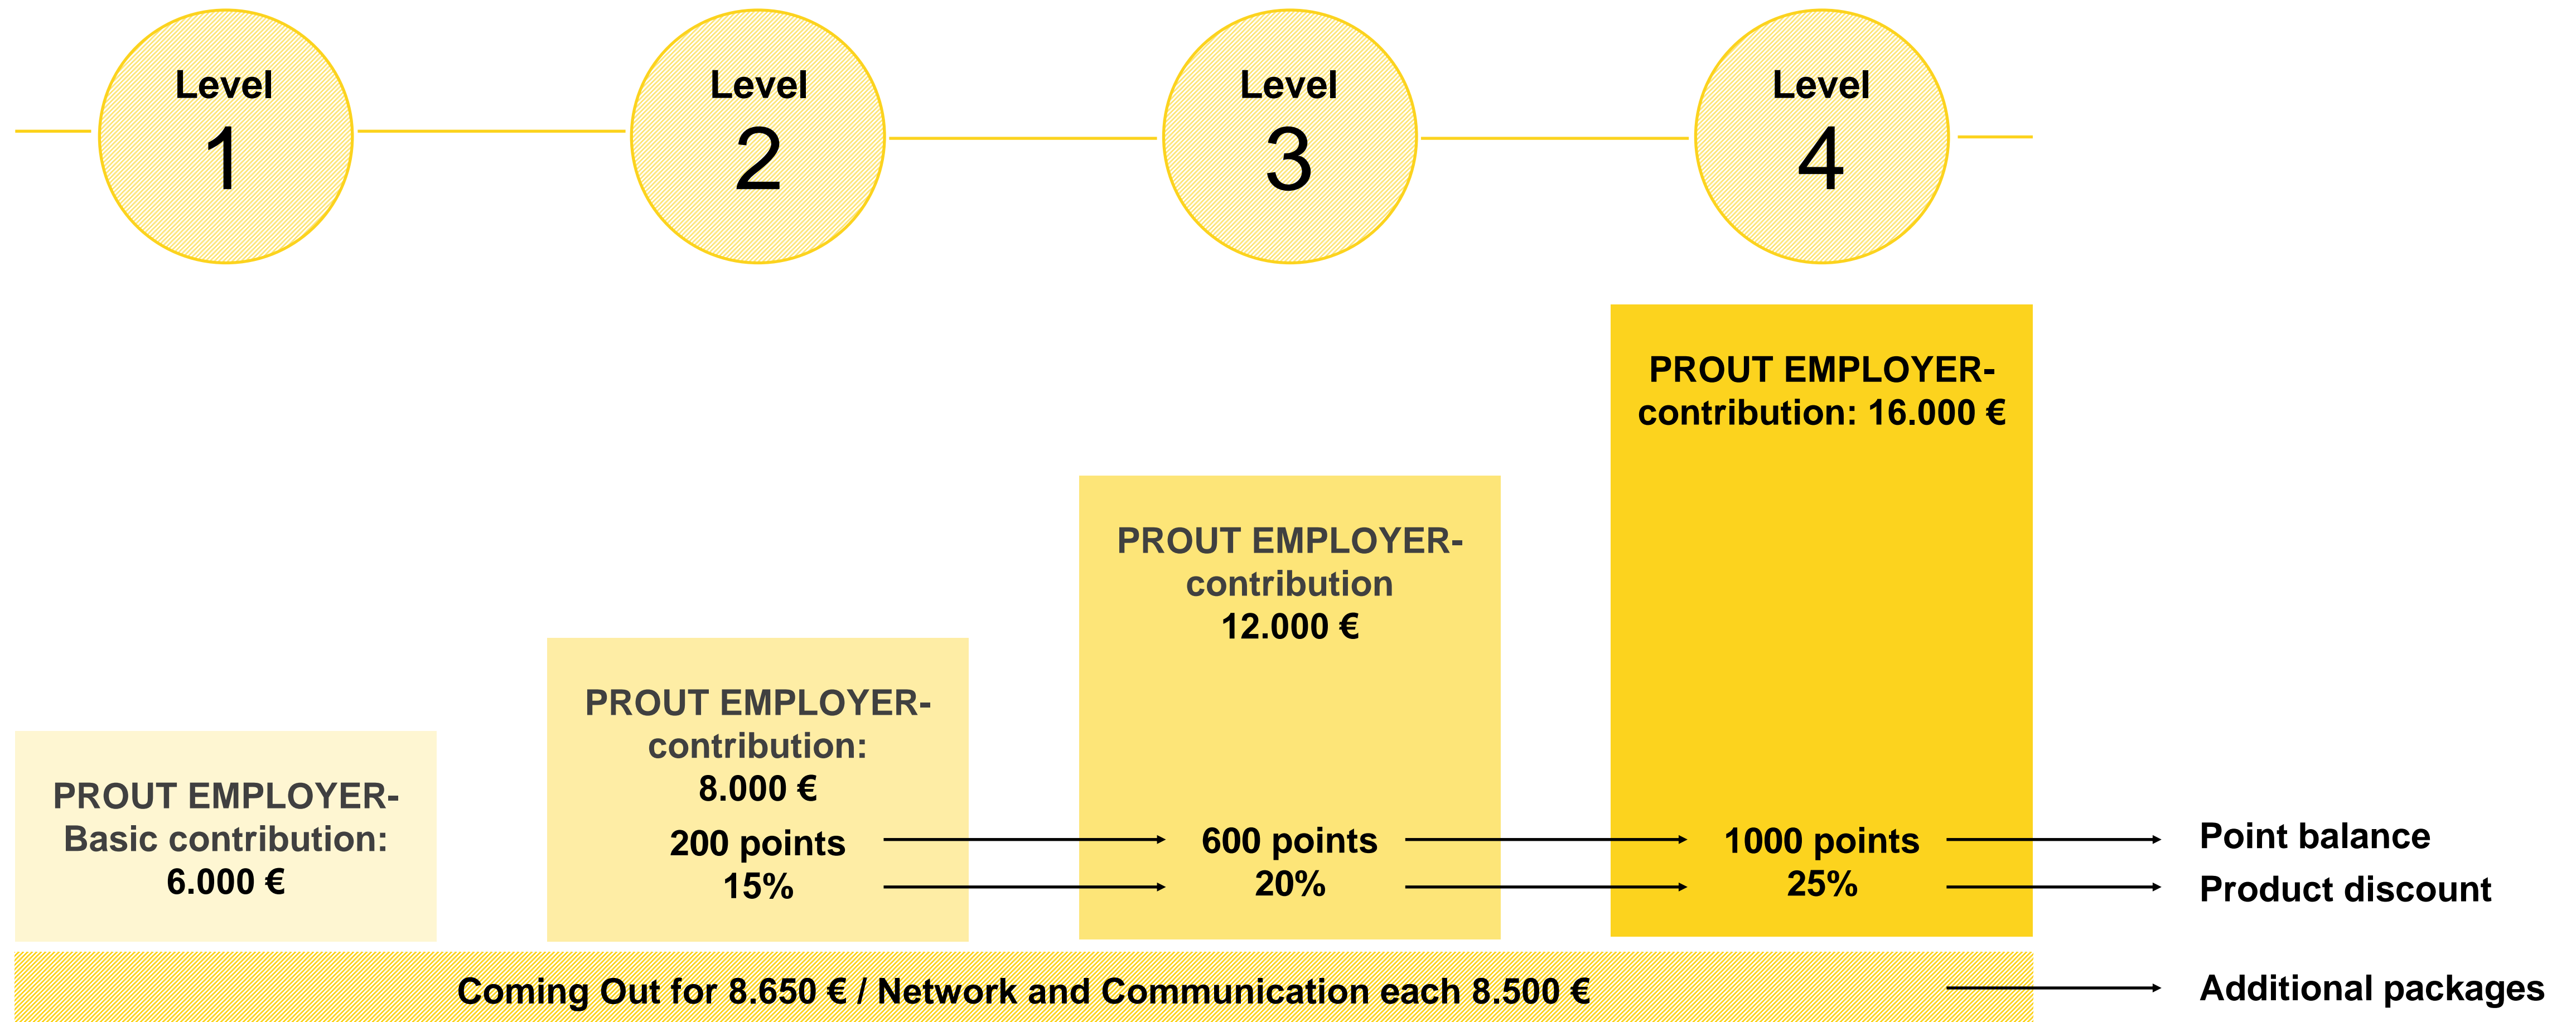 Level
1
Level
2
Level
3
Level
4
PROUT EMPLOYER-
Basic contribution:
6.000 €
PROUT EMPLOYER-
contribution:
8.000 €
200 points
15%
PROUT EMPLOYER-
contribution
12.000 €
600 points
20%
PROUT EMPLOYER-
contribution: 16.000 €
1000 points
25%
Point balance
Product discount
Coming Out for 8.650 € / Network and Communication each 8.500 €
Additional packages